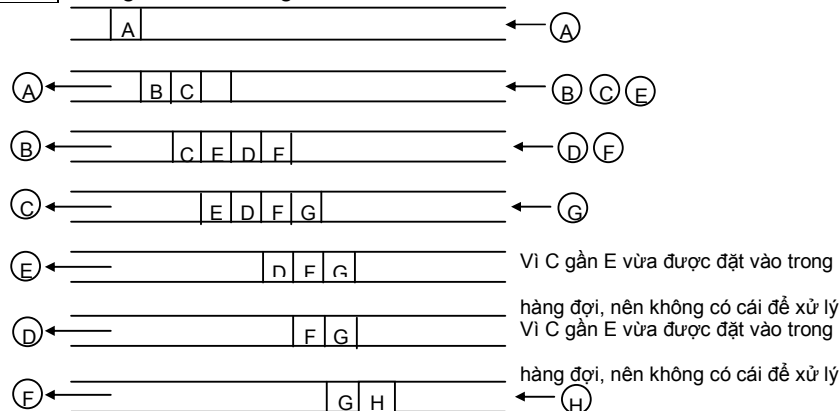 A A
A B C B C E
B C E D F D F
C E D F G G
E D F G Vì C gần E vừa được đặt vào trong
hàng đợi, nên không có cái để xử lý
D F G Vì C gần E vừa được đặt vào trong
hàng đợi, nên không có cái để xử lý
F G H H